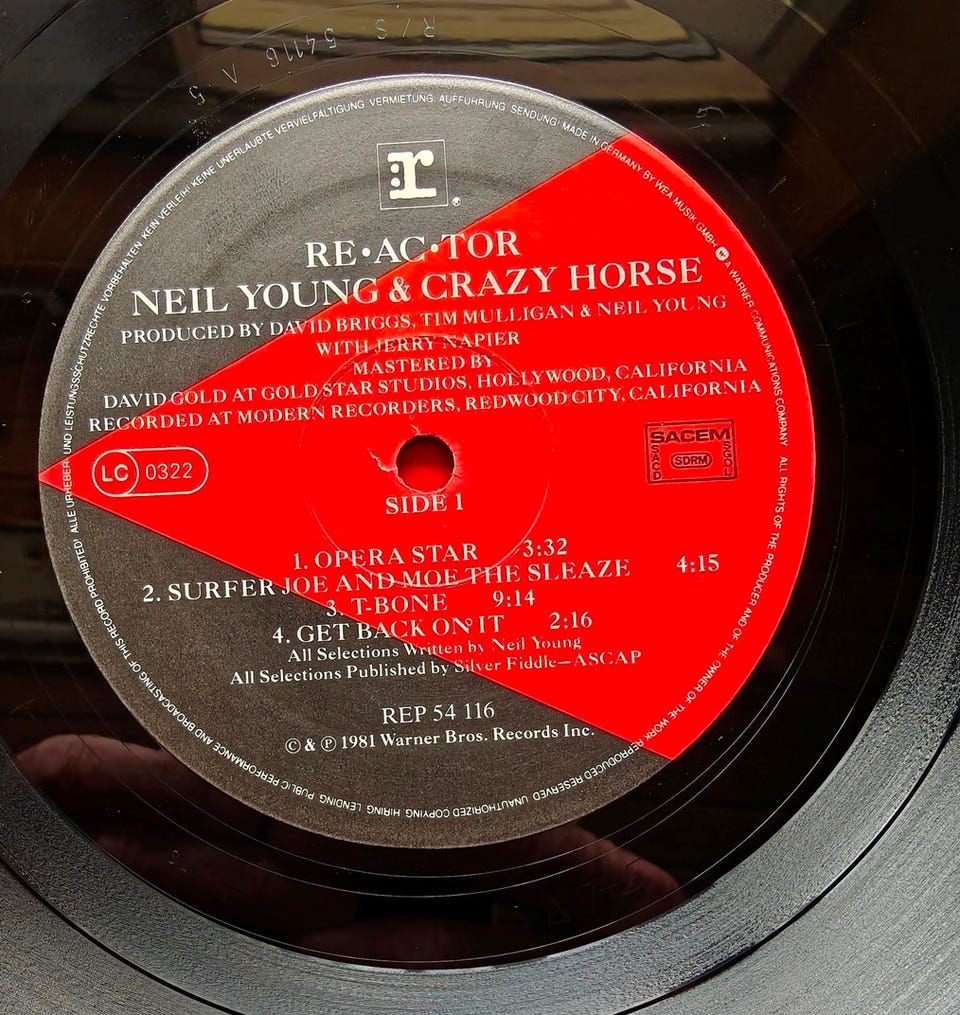 R/S 54116 A
ALLE URHEBER- UND LEISTUNGSSCHUTZRECHTE VORBEHALTEN KEIN VERLEIH! KEINE UNERLAUBTE VERVIELFÄLTIGUNG VERMIETUNG, AUFFÜHRUNG, SENDUNG! MADE IN GERMANY BY WEA MUSIK GMBH A WARNER COMMUNICATIONS COMPANY ALL RIGHTS OF THE PRODUCER AND OF THE OWNER OF THE WORK REPRODUCED RESERVED UNAUTHORIZED COPYING, HIRING, LENDING, PUBLIC PERFORMANCE AND BROADCASTING OF THIS RECORD PROHIBITED!
r®
RE•AC•TOR
NEIL YOUNG & CRAZY HORSE
PRODUCED BY DAVID BRIGGS, TIM MULLIGAN & NEIL YOUNG
WITH JERRY NAPIER
MASTERED BY
DAVID GOLD AT GOLD STAR STUDIOS, HOLLYWOOD, CALIFORNIA
RECORDED AT MODERN RECORDERS, REDWOOD CITY, CALIFORNIA
LC 0322
SACEM
SACD SDRM SGDL
SIDE 1
1. OPERA STAR 3:32
2. SURFER JOE AND MOE THE SLEAZE 4:15
3. T-BONE 9:14
4. GET BACK ON IT 2:16
All Selections Written by Neil Young
All Selections Published by Silver Fiddle—ASCAP
REP 54 116
© & ℗ 1981 Warner Bros. Records Inc.